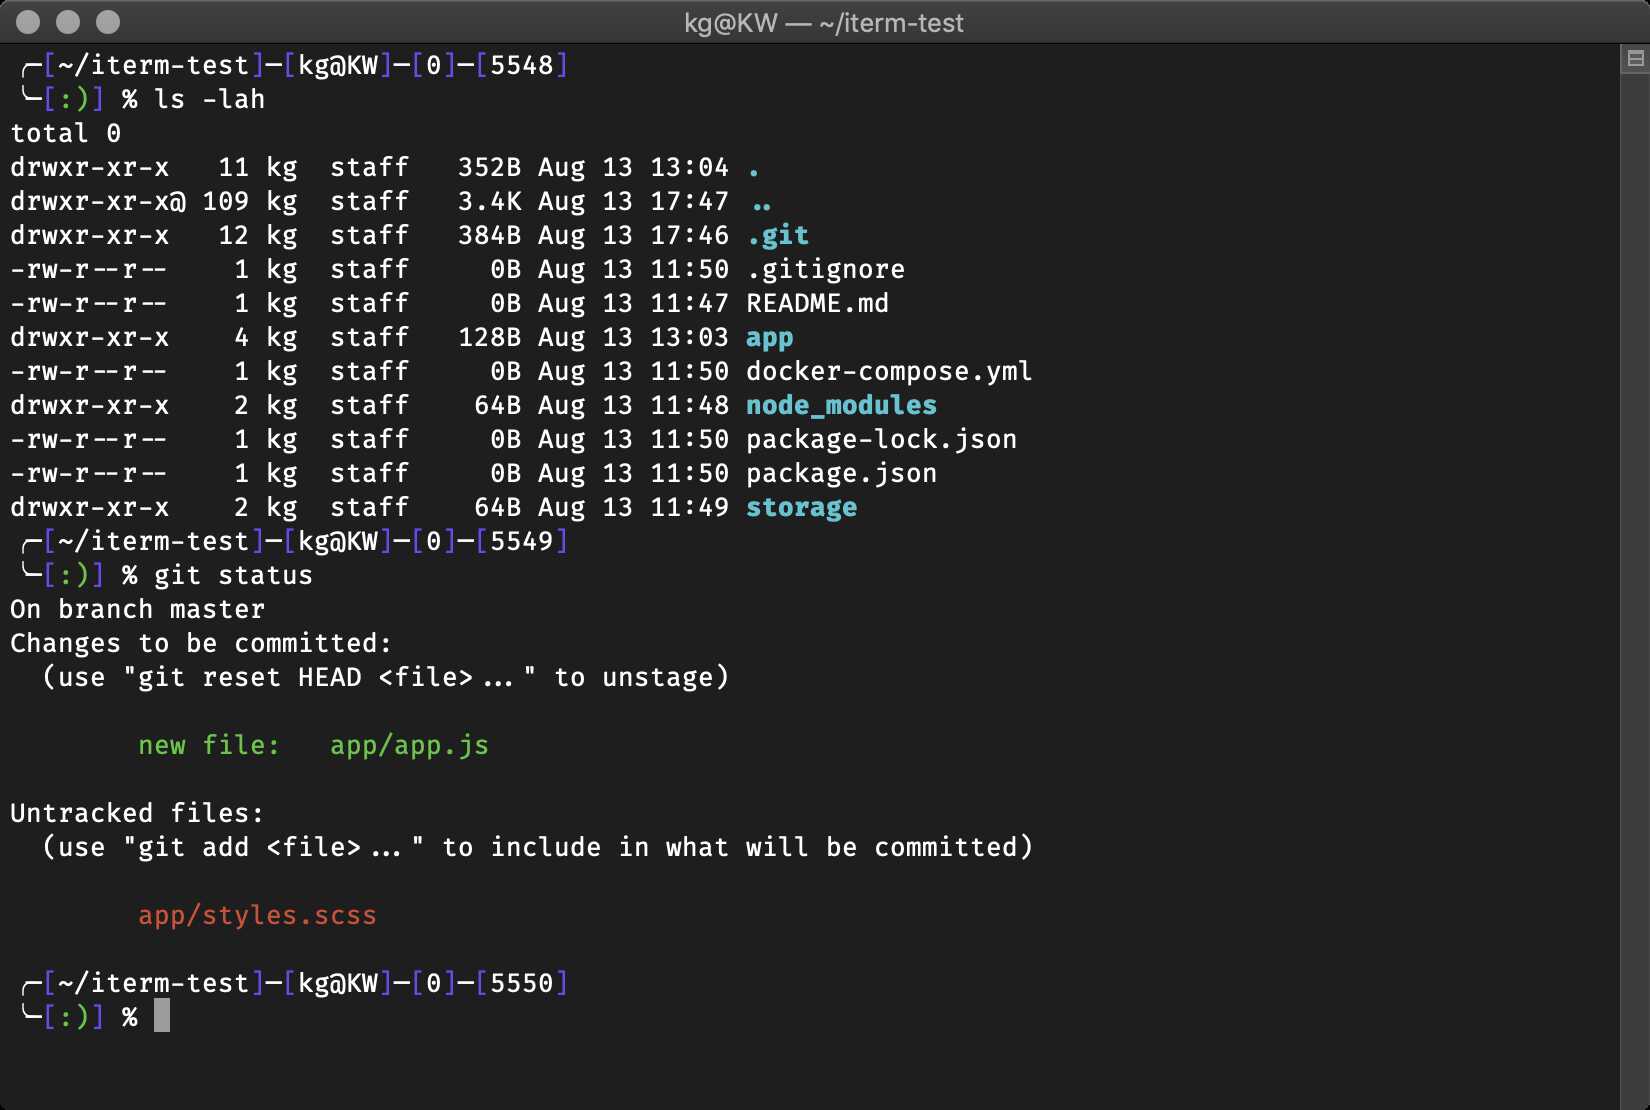 kg@KW — ~/iterm-test
╭─[~/iterm-test]─[kg@KW]─[0]─[5548]
╰─[:)] % ls -lah
total 0
drwxr-xr-x   11 kg  staff   352B Aug 13 13:04 .
drwxr-xr-x@ 109 kg  staff   3.4K Aug 13 17:47 ..
drwxr-xr-x   12 kg  staff   384B Aug 13 17:46 .git
-rw-r--r--    1 kg  staff     0B Aug 13 11:50 .gitignore
-rw-r--r--    1 kg  staff     0B Aug 13 11:47 README.md
drwxr-xr-x    4 kg  staff   128B Aug 13 13:03 app
-rw-r--r--    1 kg  staff     0B Aug 13 11:50 docker-compose.yml
drwxr-xr-x    2 kg  staff    64B Aug 13 11:48 node_modules
-rw-r--r--    1 kg  staff     0B Aug 13 11:50 package-lock.json
-rw-r--r--    1 kg  staff     0B Aug 13 11:50 package.json
drwxr-xr-x    2 kg  staff    64B Aug 13 11:49 storage
╭─[~/iterm-test]─[kg@KW]─[0]─[5549]
╰─[:)] % git status
On branch master
Changes to be committed:
  (use "git reset HEAD <file>..." to unstage)
        new file:   app/app.js
Untracked files:
  (use "git add <file>..." to include in what will be committed)
        app/styles.scss
╭─[~/iterm-test]─[kg@KW]─[0]─[5550]
╰─[:)] %